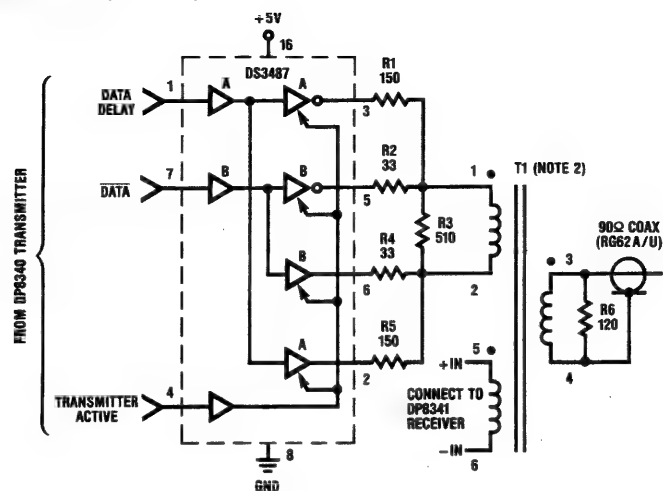 +5V
16
DS3487
DATA
DELAY
1
A
A
3
R1
150
R2
33
DATA
7
B
B
5
1
T1 (NOTE 2)
R3
510
90Ω COAX
(RG62A/U)
3
FROM DP8340 TRANSMITTER
B
6
R4
33
2
R6
120
A
2
R5
150
5
+IN
4
TRANSMITTER
ACTIVE
4
CONNECT TO
DP8341
RECEIVER
-IN
6
8
GND